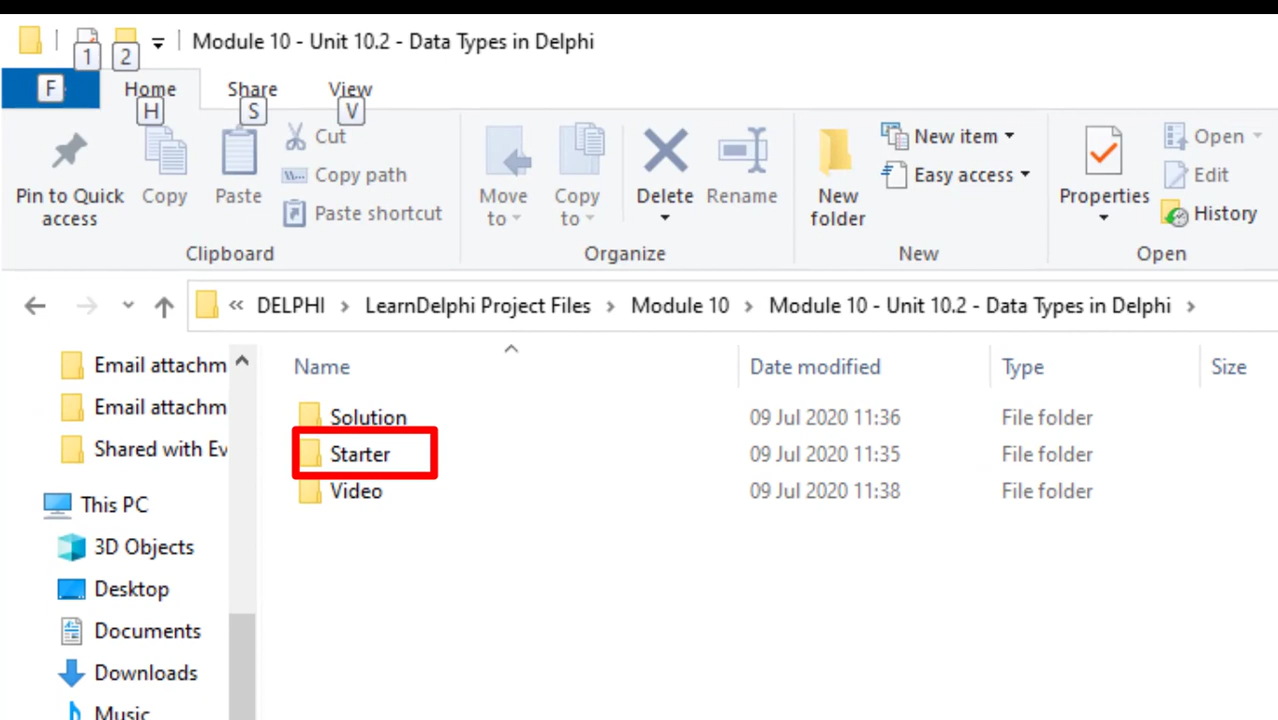 1 2 Module 10 - Unit 10.2 - Data Types in Delphi
F Home Share View
H S V
Pin to Quick access
Copy
Paste
Cut
Copy path
Paste shortcut
Clipboard
Move to
Copy to
Delete
Rename
Organize
New folder
New item
Easy access
New
Properties
Open
Edit
History
Open
« DELPHI > LearnDelphi Project Files > Module 10 > Module 10 - Unit 10.2 - Data Types in Delphi >
Email attachm
Email attachm
Shared with Ev
This PC
3D Objects
Desktop
Documents
Downloads
Music
Name Date modified Type Size
Solution 09 Jul 2020 11:36 File folder
Starter 09 Jul 2020 11:35 File folder
Video 09 Jul 2020 11:38 File folder